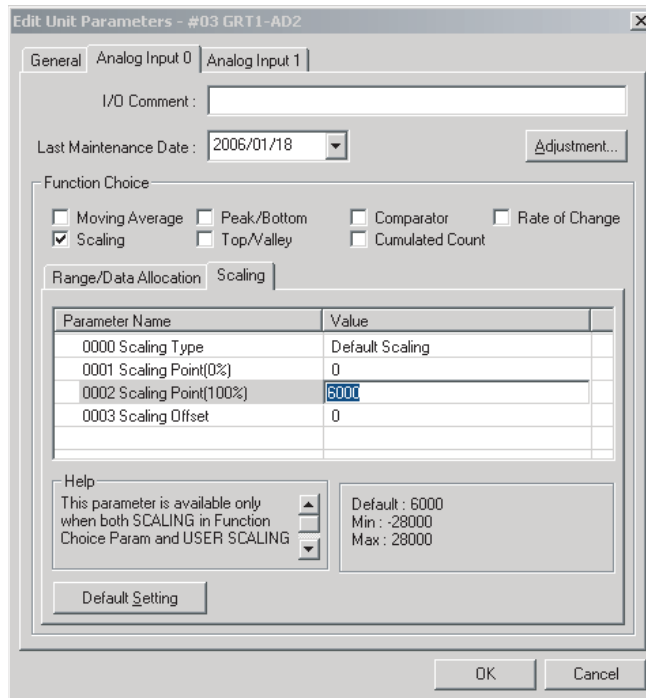 Edit Unit Parameters - #03 GRT1-AD2
General Analog Input 0 Analog Input 1
I/O Comment :
Last Maintenance Date : 2006/01/18 Adjustment...
Function Choice
Moving Average Peak/Bottom Comparator Rate of Change
Scaling Top/Valley Cumulated Count
Range/Data Allocation Scaling
Parameter Name Value
0000 Scaling Type Default Scaling
0001 Scaling Point(0%) 0
0002 Scaling Point(100%) 6000
0003 Scaling Offset 0
Help
This parameter is available only
when both SCALING in Function
Choice Param and USER SCALING
Default : 6000
Min : -28000
Max : 28000
Default Setting
OK Cancel